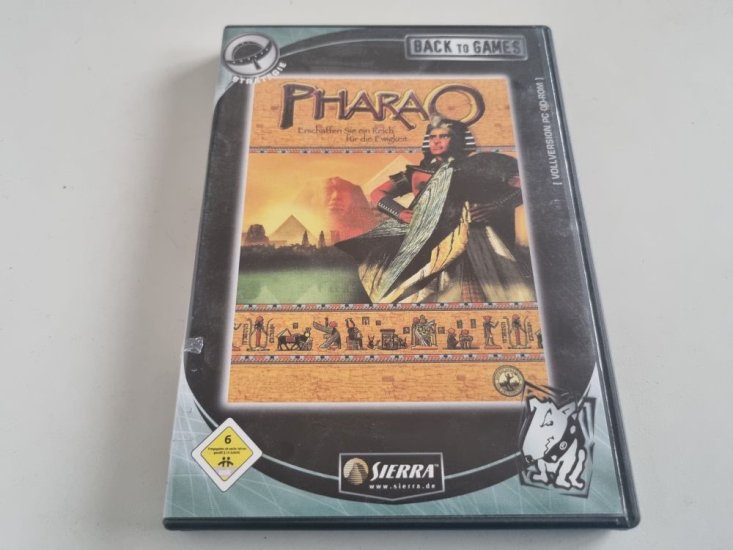 STRATEGIE
BACK TO GAMES
[ VOLLVERSION PC CD-ROM ]
PHARAO
Erschaffen Sie ein Reich
für die Ewigkeit
6
SIERRA™
www.sierra.de